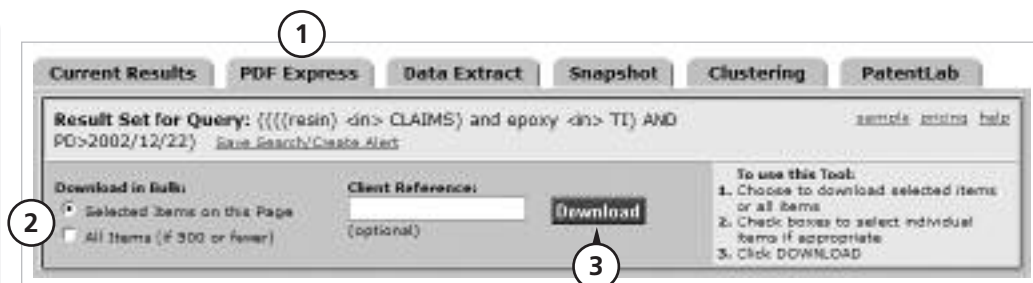 1
Current Results PDF Express Data Extract Snapshot Clustering PatentLab
Result Set for Query: ((((resin) <in> CLAIMS) and epoxy <in> TI) AND
PD>2002/12/22) Save Search/Create Alert
sample pricing help
Download in Bulk:
Selected Items on this Page
All Items (if 300 or fewer)
2
Client Reference:
(optional)
Download
3
To use this Tool:
1. Choose to download selected items
or all items
2. Check boxes to select individual
items if appropriate
3. Click DOWNLOAD